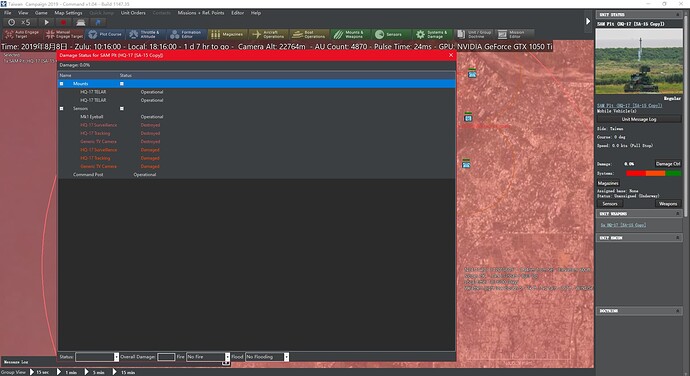 Taiwan Campaign 2019 - Command v1.04 - Build 1147.35
File View Game Map Settings Quick Jump Unit Orders Contacts Missions + Ref. Points Editor Help
Auto Engage Target Manual Engage Target Plot Course Throttle & Altitude Formation Editor Magazines Aircraft Operations Boat Operations Mounts & Weapons Sensors Systems & Damage Unit / Group Doctrine Mission Editor
Time: 2019年8月8日 - Zulu: 10:16:00 - Local: 18:16:00 - 1 d 7 hr to go - Camera Alt: 22764m - AU Count: 4870 - Pulse Time: 24ms - GPU: NVIDIA GeForce GTX 1050 Ti
Damage Status for SAM Plt (HQ-17 [SA-15 Copy])
Damage: 0.0%
Name Status
Mounts
HQ-17 TELAR Operational
HQ-17 TELAR Operational
Sensors
Mk1 Eyeball Operational
HQ-17 Surveillance Destroyed
HQ-17 Tracking Destroyed
Generic TV Camera Destroyed
HQ-17 Surveillance Damaged
HQ-17 Tracking Damaged
Generic TV Camera Damaged
Command Post Operational
Status: Overall Damage: Fire No Fire Flood No Flooding
Message Log
Group View 15 sec 1 min 5 min 15 min
UNIT STATUS
SAM Plt (HQ-17 [SA-15 Copy])
Regular
SAM Plt (HQ-17 [SA-15 Copy])
Mobile Vehicle(s)
Unit Message Log
Side: Taiwan
Course: 0 deg
Speed: 0.0 kts (Full Stop)
Damage: 0.0% Damage Ctrl
Systems:
Magazines
Assigned base: None
Status: Unassigned (Underway)
Sensors Weapons
UNIT WEAPONS
UNIT EMCON
DOCTRINE